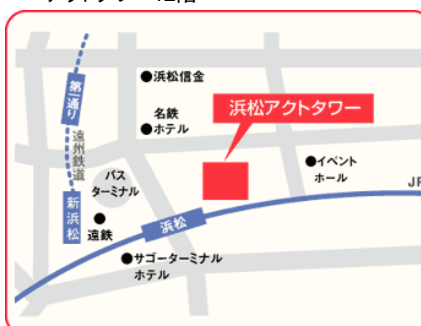 浜松信金
第一通り
名鉄
ホテル
浜松アクトタワー
遠州鉄道
バス
ターミナル
イベント
ホール
新浜松
遠鉄
浜松
サゴーターミナル
ホテル